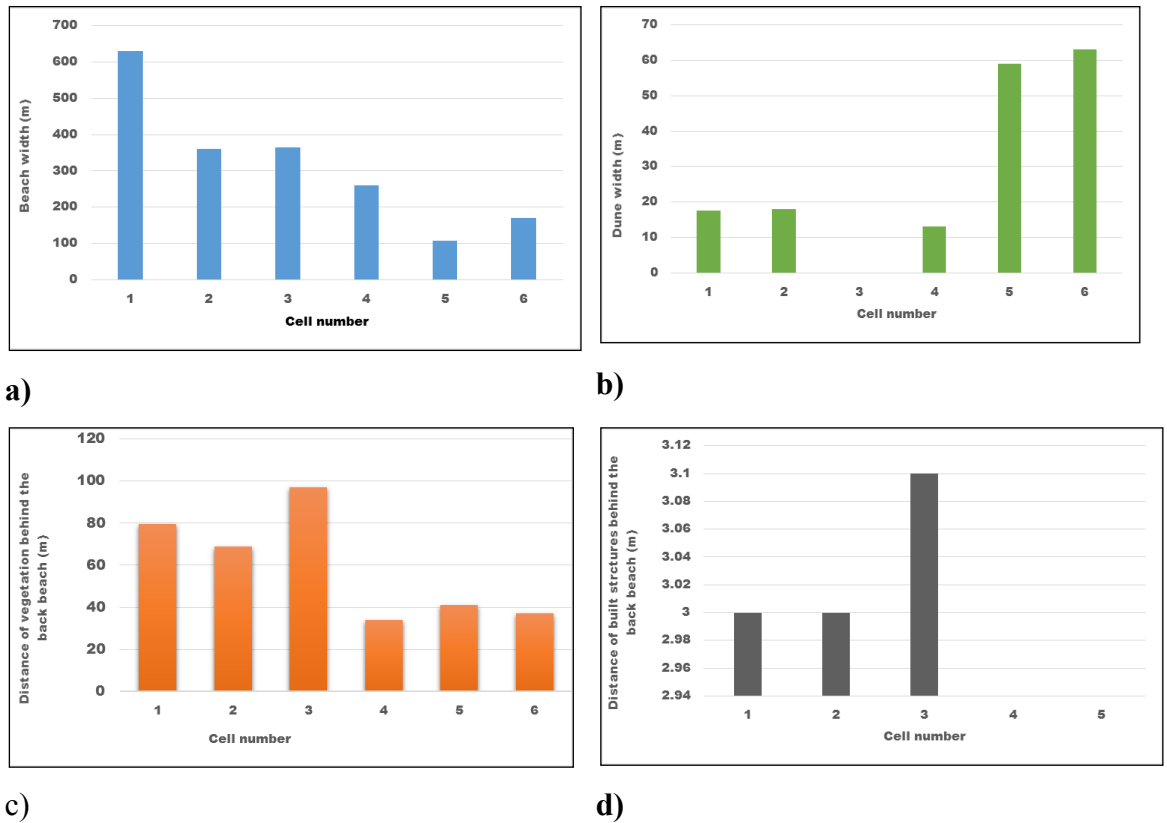 700
600
500
400
300
200
100
0
Beach width (m)
1 2 3 4 5 6
Cell number
a)
70
60
50
40
30
20
10
0
Dune width (m)
1 2 3 4 5 6
Cell number
b)
120
100
80
60
40
20
0
Distance of vegetation behind the
back beach (m)
1 2 3 4 5 6
Cell number
c)
3.12
3.1
3.08
3.06
3.04
3.02
3
2.98
2.96
2.94
Distance of built strctures behind the
back beach (m)
1 2 3 4 5
Cell number
d)